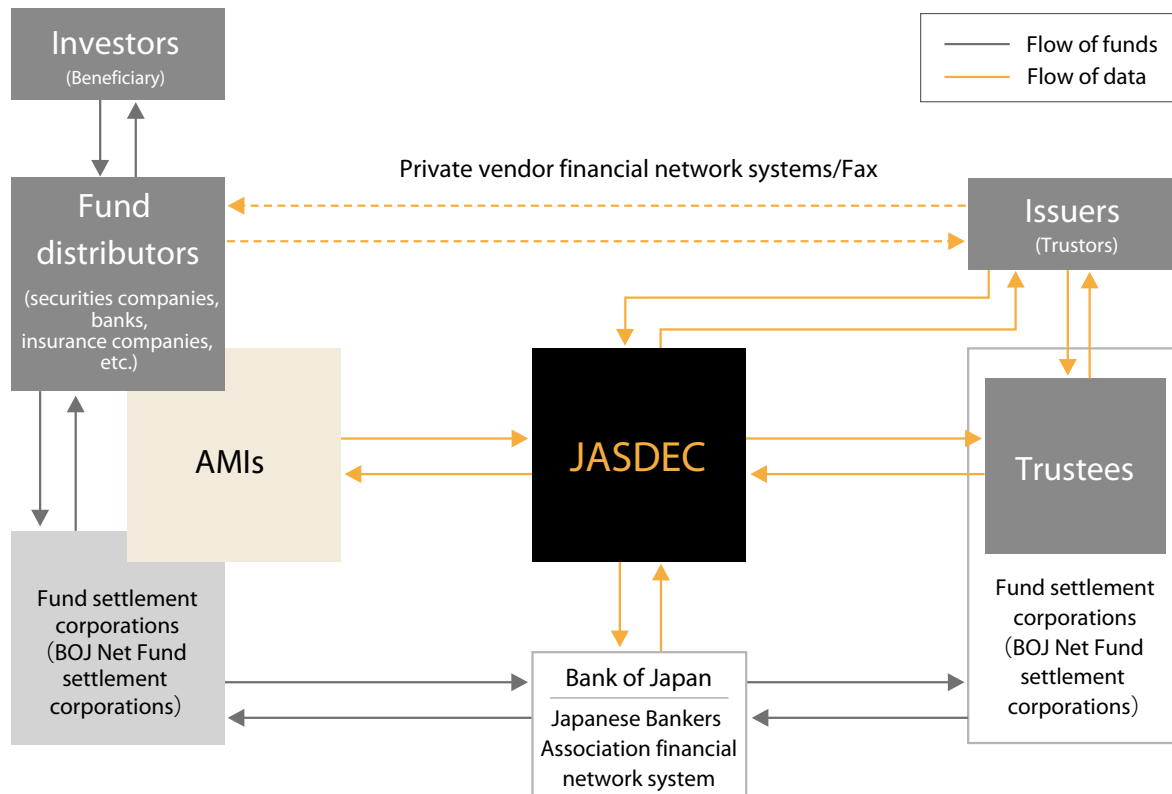 Investors
(Beneficiary)
Flow of funds
Flow of data
Private vendor financial network systems/Fax
Fund
distributors
(securities companies,
banks,
insurance companies,
etc.)
Issuers
(Trustors)
AMIs
JASDEC
Trustees
Fund settlement
corporations
（BOJ Net Fund
settlement
corporations）
Bank of Japan
Japanese Bankers
Association financial
network system
Fund settlement
corporations
（BOJ Net Fund
settlement
corporations）